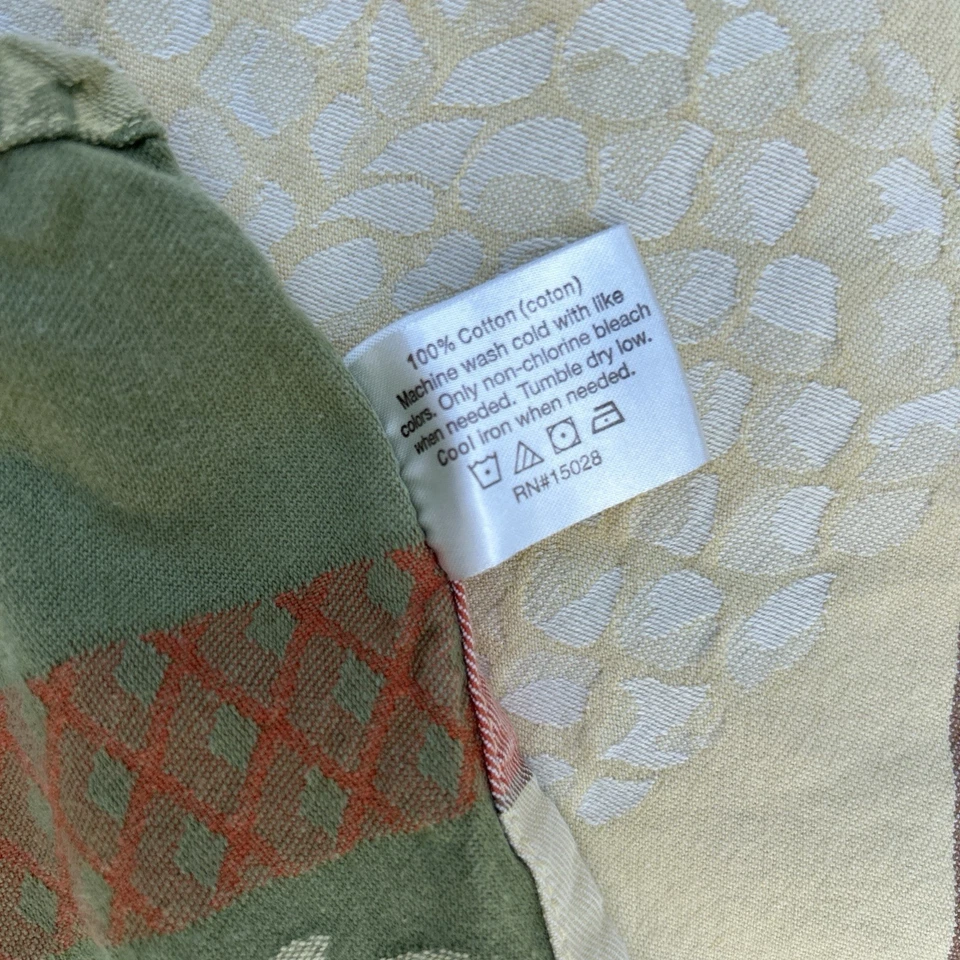 100% Cotton (coton)
Machine wash cold with like
colors. Only non-chlorine bleach
when needed. Tumble dry low.
Cool iron when needed.
RN#15028